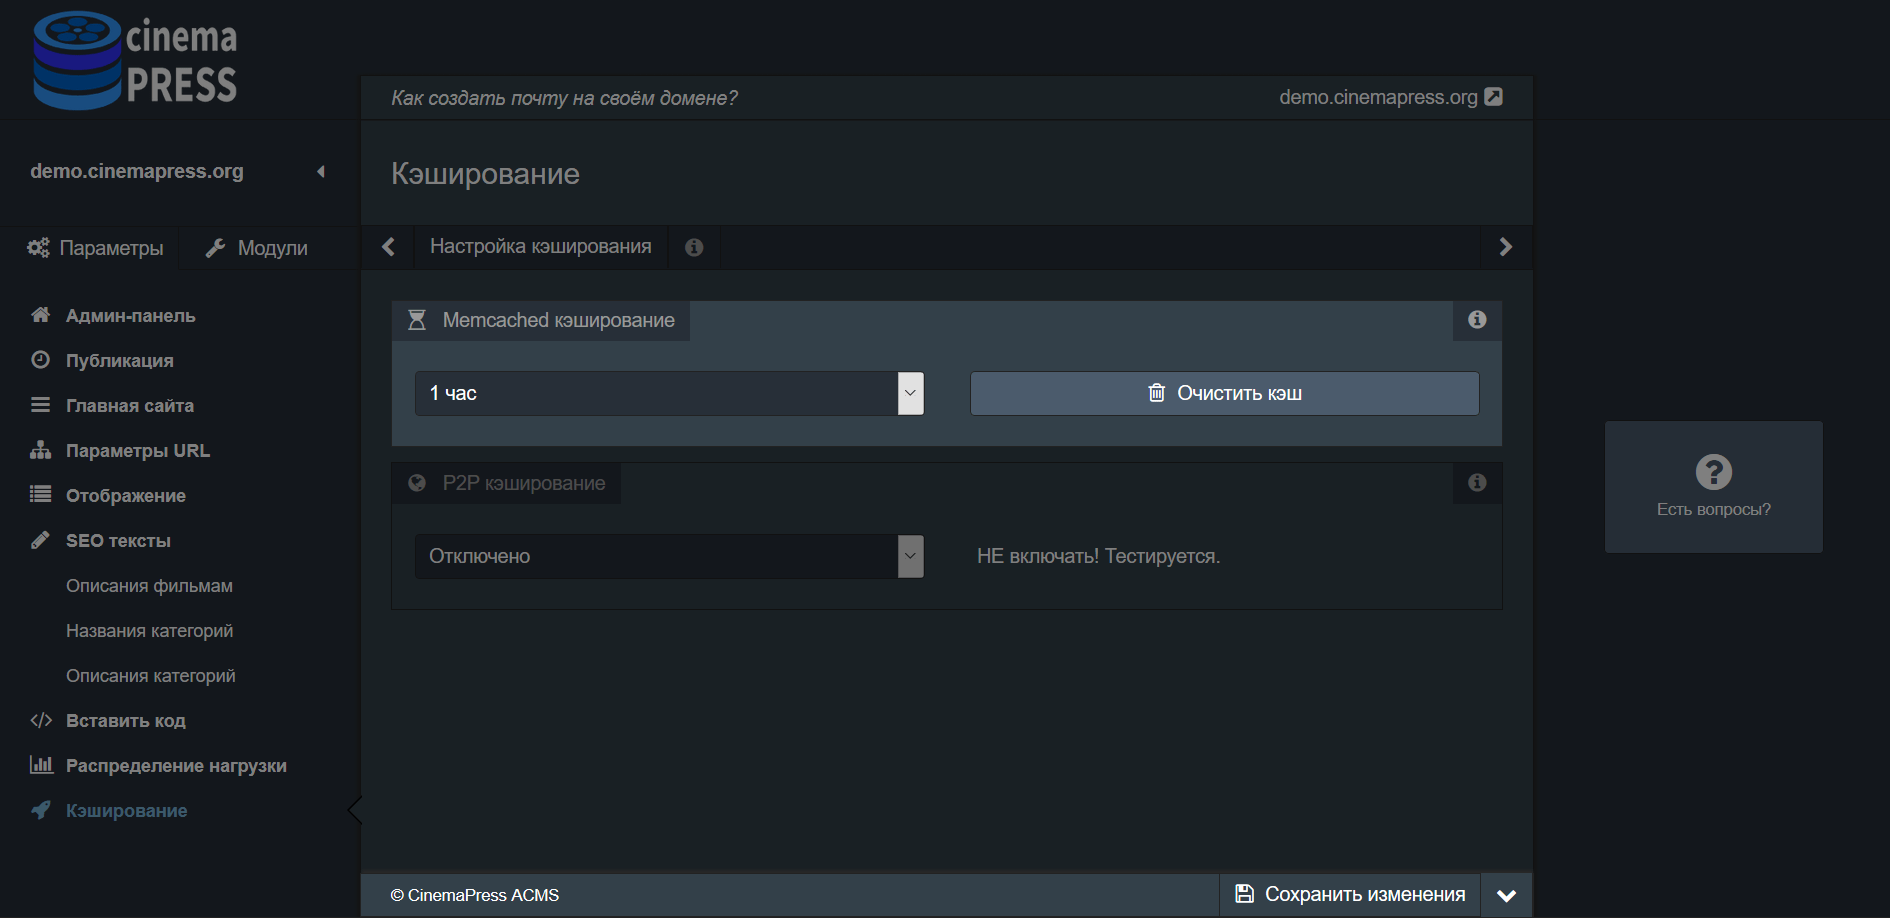 cinema
PRESS
Как создать почту на своём домене?
demo.cinemapress.org
demo.cinemapress.org
Кэширование
Параметры
Модули
Настройка кэширования
Админ-панель
Публикация
Главная сайта
Параметры URL
Отображение
SEO тексты
Описания фильмам
Названия категорий
Описания категорий
Вставить код
Распределение нагрузки
Кэширование
Memcached кэширование
1 час
Очистить кэш
P2P кэширование
Отключено
НЕ включать! Тестируется.
Есть вопросы?
© CinemaPress ACMS
Сохранить изменения